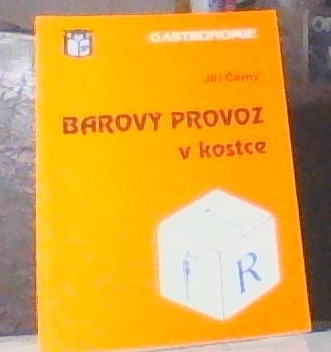 GASTRONOMIE
Jiří Černý
BAROVÝ PROVOZ
v kostce
R